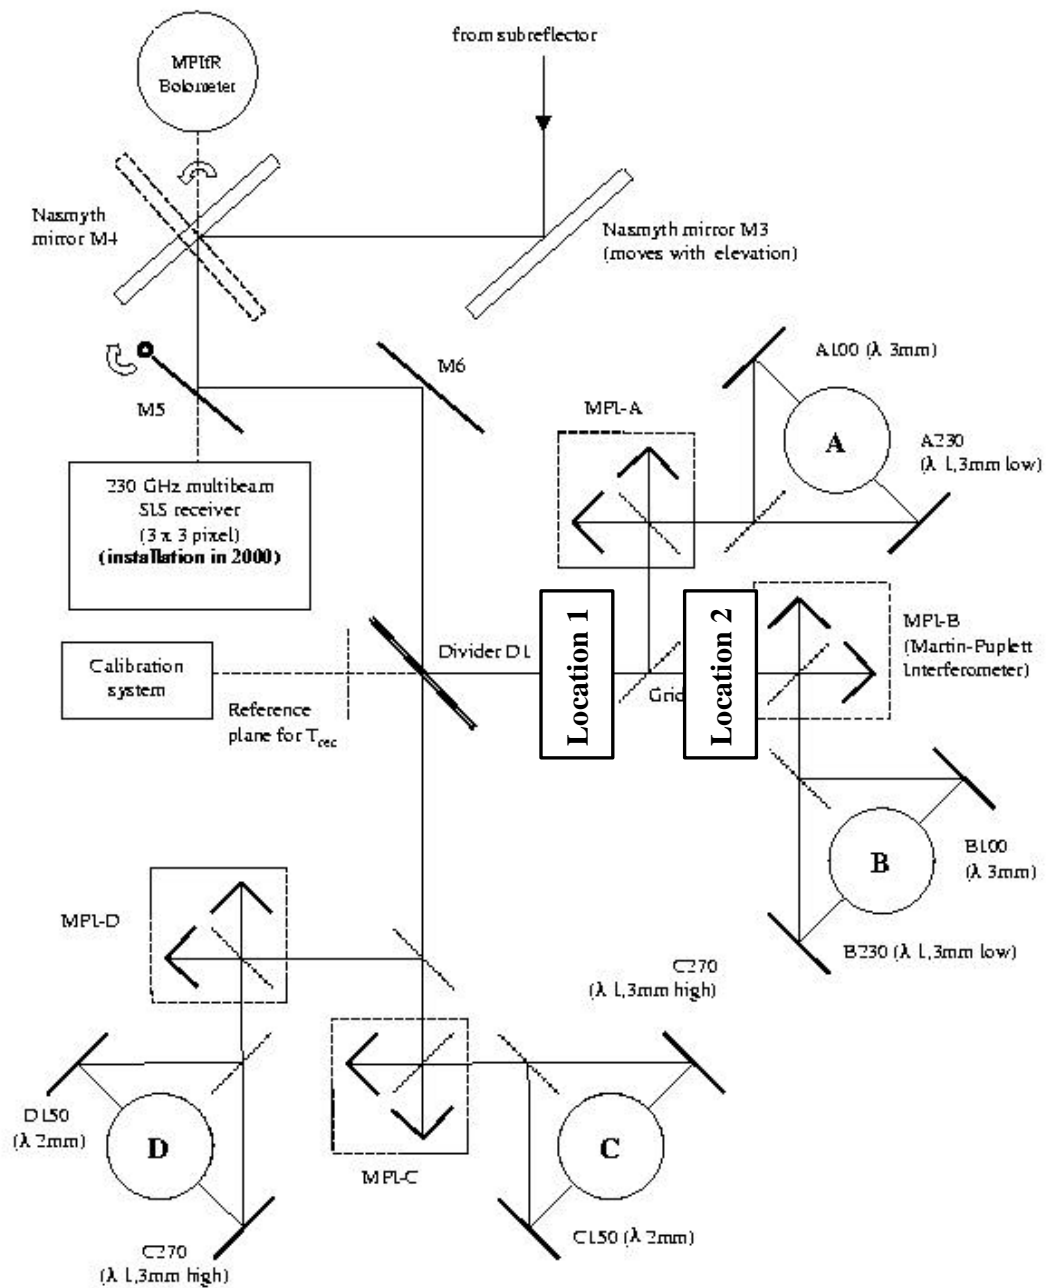 from subreflector
MPIfR
Bolometer
Nasmyth
mirror M4
Nasmyth mirror M3
(moves with elevation)
M6
M5
A100 (λ 3mm)
MPI-A
A
A230
(λ 1,3mm low)
230 GHz multibeam
SIS receiver
(3 x 3 pixel)
(installation in 2000)
Location 1
Location 2
MPI-B
(Martin-Puplett
Interferometer)
Divider D1
Grid
Calibration
system
Reference
plane for Trec
B100
(λ 3mm)
B
B230 (λ 1,3mm low)
MPI-D
C270
(λ 1,3mm high)
D150
(λ 2mm)
D
C
MPI-C
C150 (λ 2mm)
C270
(λ 1,3mm high)